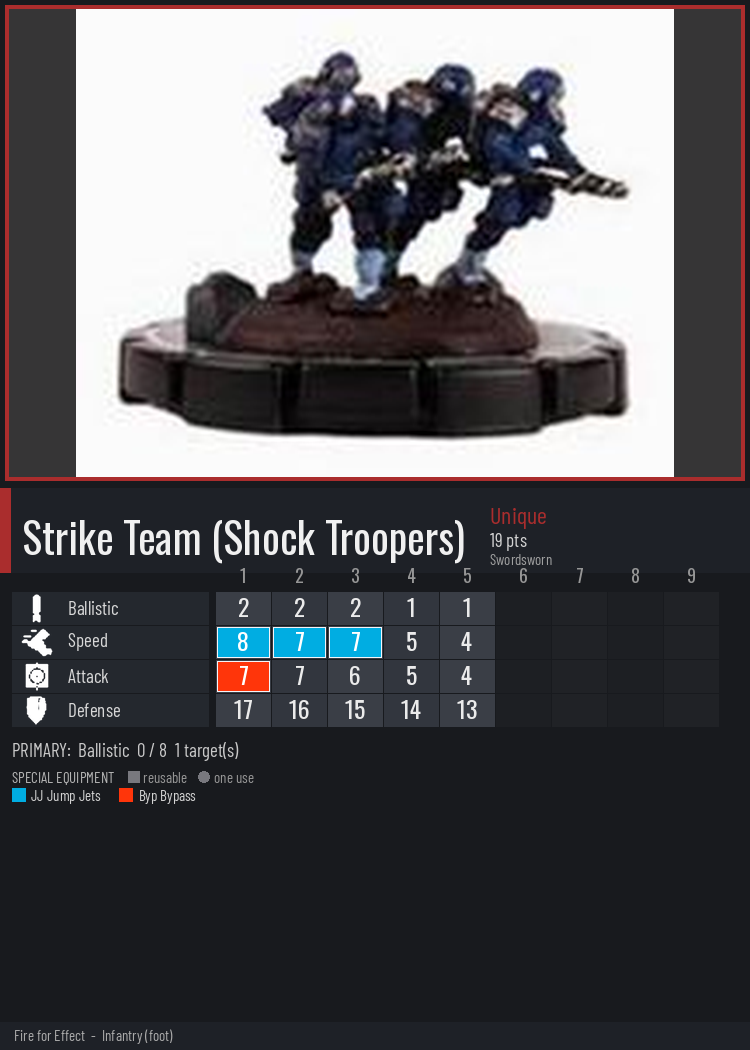 Strike Team (Shock Troopers)
Unique
19 pts
Swordsworn
1 2 3 4 5 6 7 8 9
Ballistic 2 2 2 1 1
Speed 8 7 7 5 4
Attack 7 7 6 5 4
Defense 17 16 15 14 13
PRIMARY: Ballistic 0 / 8 1 target(s)
SPECIAL EQUIPMENT reusable one use
JJ Jump Jets Byp Bypass
Fire for Effect - Infantry (foot)